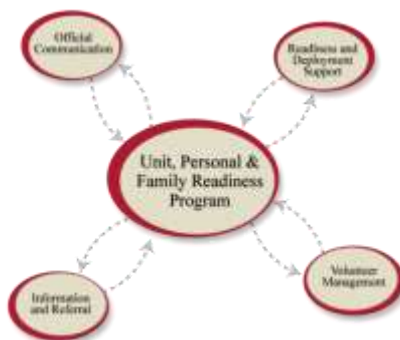 Official
Communication
Readiness and
Deployment
Support
Unit, Personal &
Family Readiness
Program
Information
and Referral
Volunteer
Management